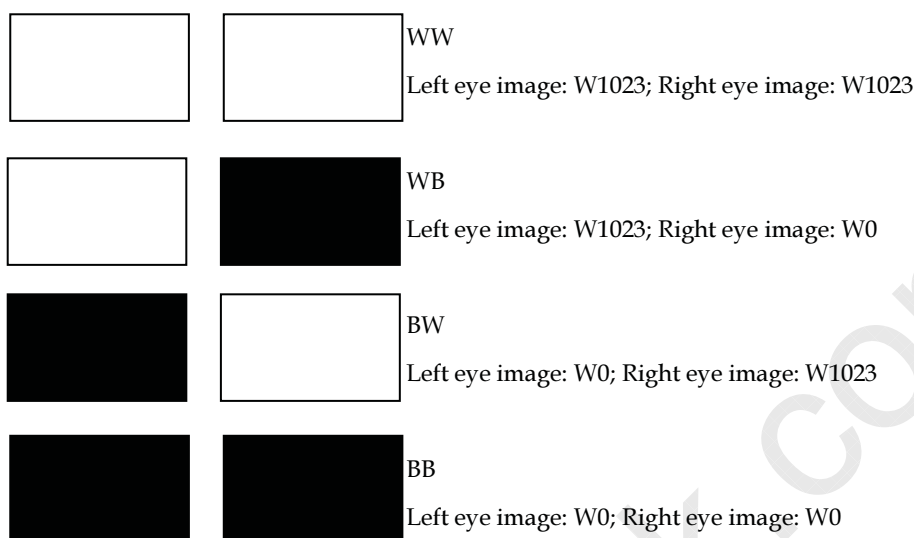 WW
Left eye image: W1023; Right eye image: W1023
WB
Left eye image: W1023; Right eye image: W0
BW
Left eye image: W0; Right eye image: W1023
BB
Left eye image: W0; Right eye image: W0